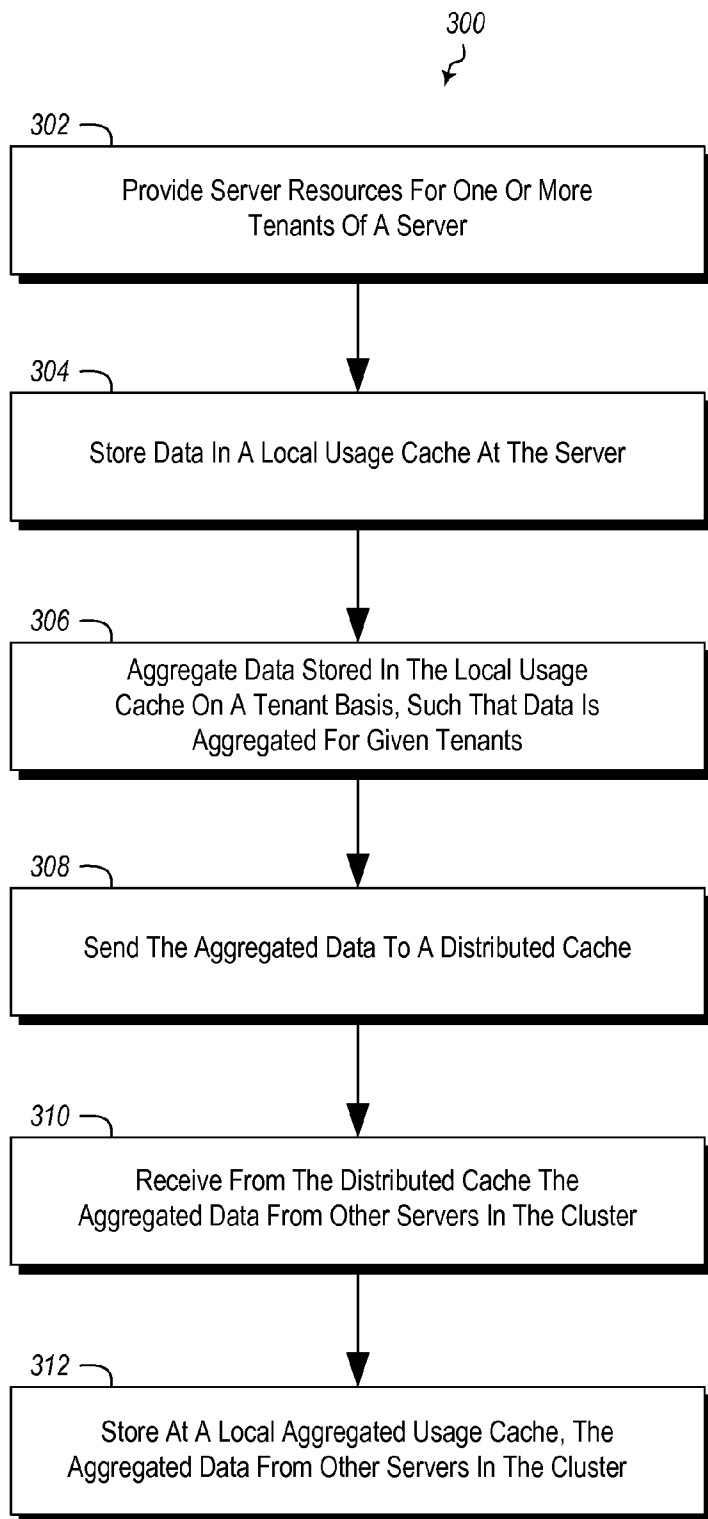 300
302
Provide Server Resources For One Or More
Tenants Of A Server
304
Store Data In A Local Usage Cache At The Server
306
Aggregate Data Stored In The Local Usage
Cache On A Tenant Basis, Such That Data Is
Aggregated For Given Tenants
308
Send The Aggregated Data To A Distributed Cache
310
Receive From The Distributed Cache The
Aggregated Data From Other Servers In The Cluster
312
Store At A Local Aggregated Usage Cache, The
Aggregated Data From Other Servers In The Cluster